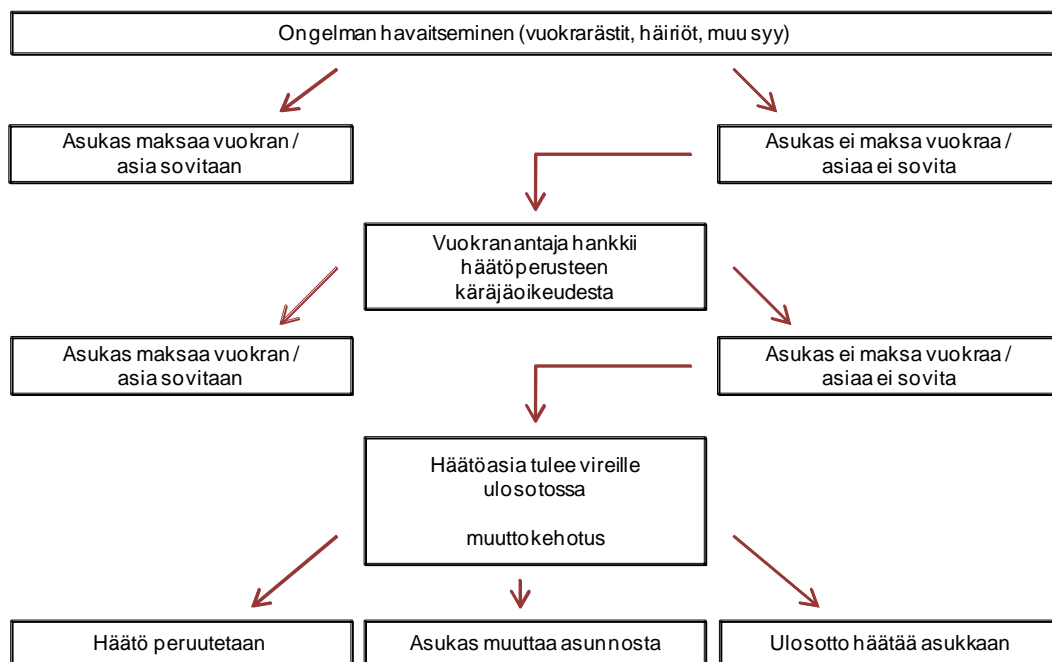 Ongelman havaitseminen (vuokrarästit, häiriöt, muu syy)
Asukas maksaa vuokran /
asia sovitaan
Asukas ei maksa vuokraa /
asiaa ei sovita
Vuokranantaja hankkii
häätöperusteen
käräjäoikeudesta
Asukas maksaa vuokran /
asia sovitaan
Asukas ei maksa vuokraa /
asiaa ei sovita
Häätöasia tulee vireille
ulosotossa
muuttokehotus
Häätö peruutetaan
Asukas muuttaa asunnosta
Ulosotto häätää asukkaan